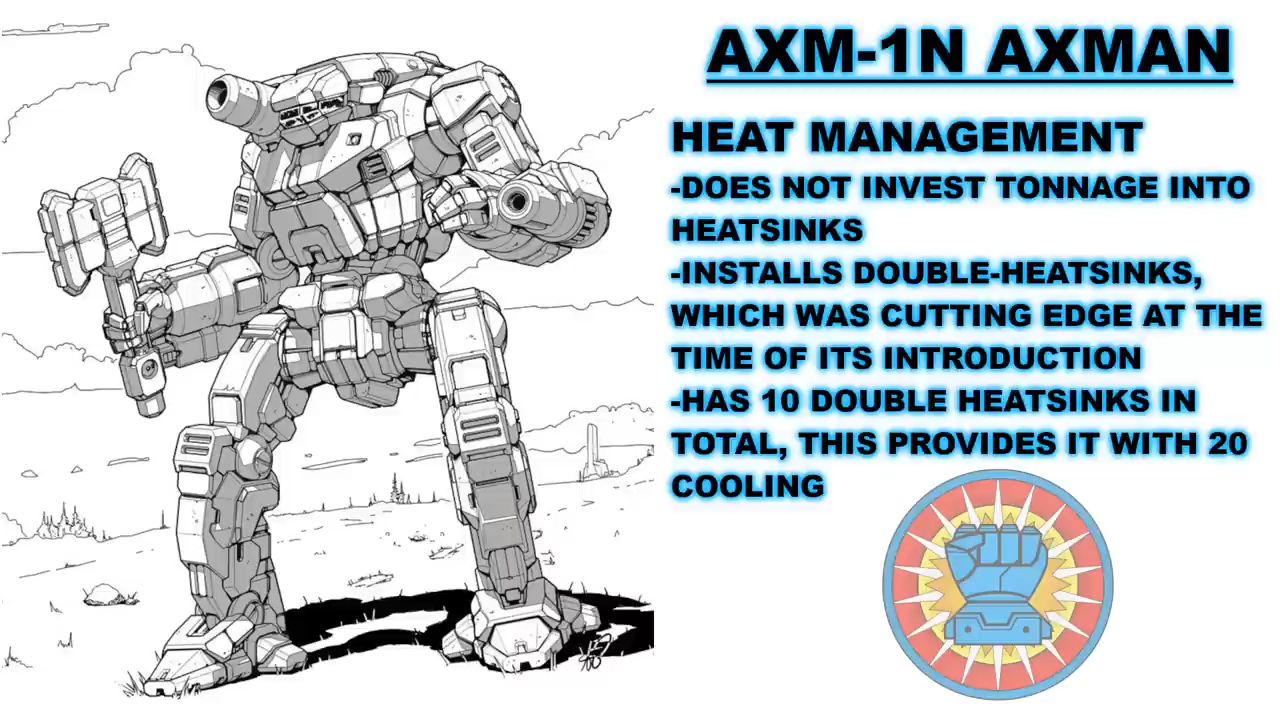 AXM-1N AXMAN
HEAT MANAGEMENT
-DOES NOT INVEST TONNAGE INTO
HEATSINKS
-INSTALLS DOUBLE-HEATSINKS,
WHICH WAS CUTTING EDGE AT THE
TIME OF ITS INTRODUCTION
-HAS 10 DOUBLE HEATSINKS IN
TOTAL, THIS PROVIDES IT WITH 20
COOLING